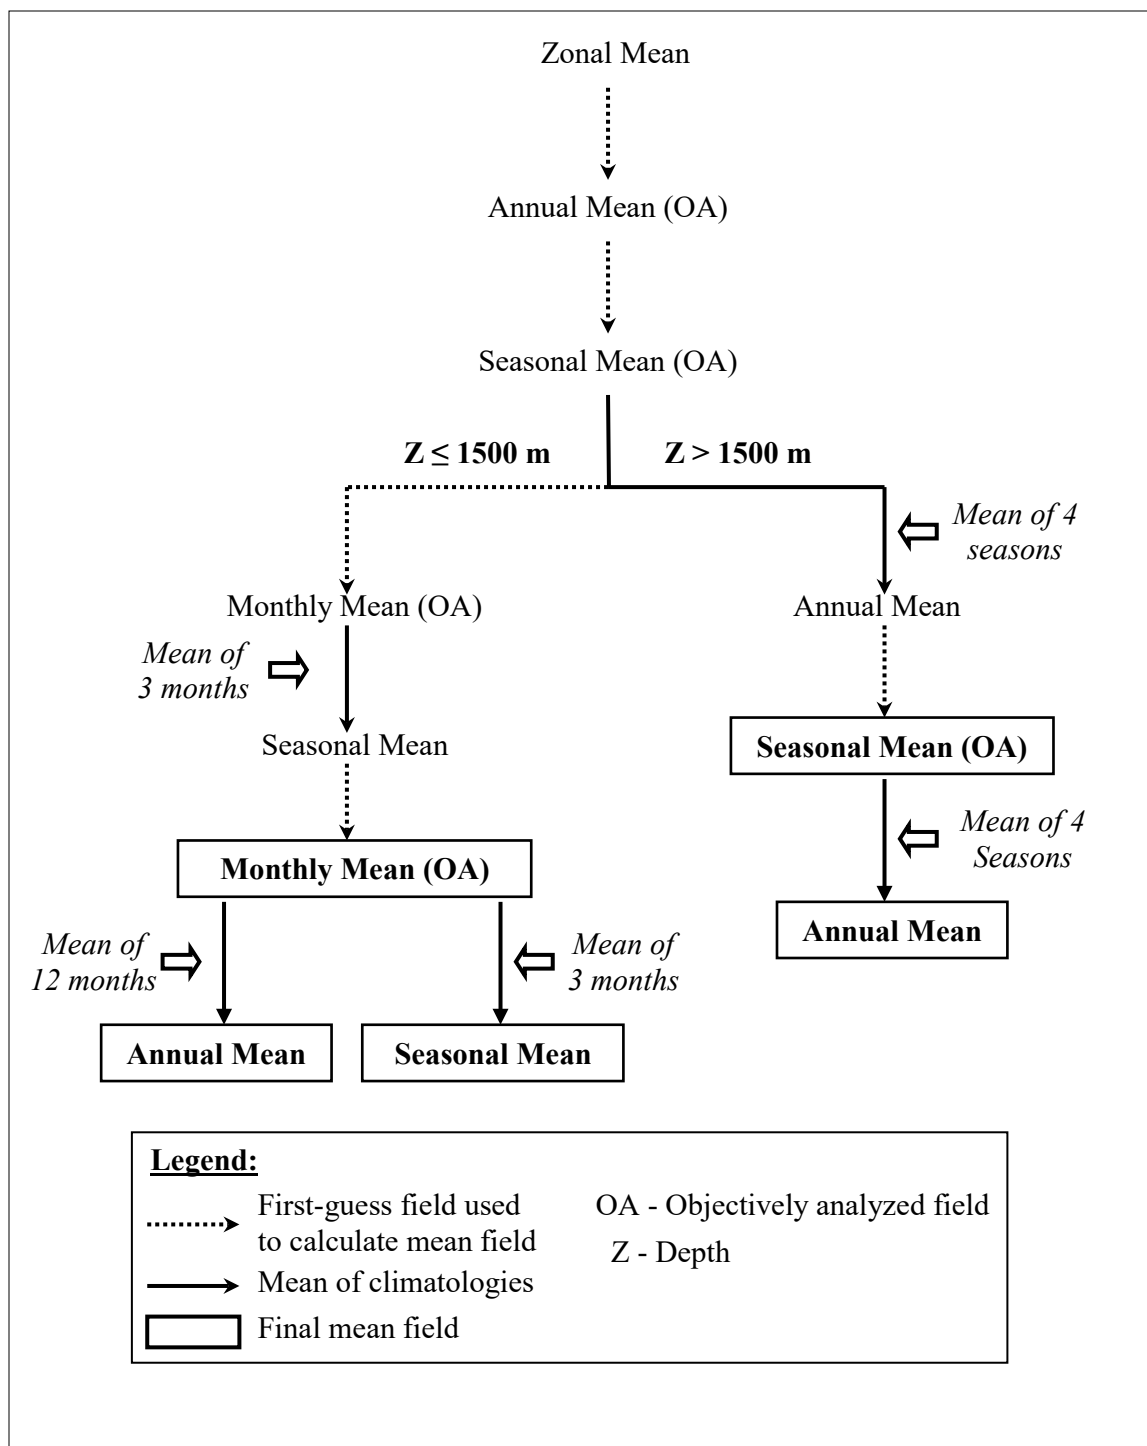 Zonal Mean
Annual Mean (OA)
Seasonal Mean (OA)
Z ≤ 1500 m
Z > 1500 m
Mean of 4
seasons
Monthly Mean (OA)
Annual Mean
Mean of
3 months
Seasonal Mean
Seasonal Mean (OA)
Mean of 4
Seasons
Monthly Mean (OA)
Annual Mean
Mean of
12 months
Mean of
3 months
Annual Mean
Seasonal Mean
Legend:
First-guess field used
to calculate mean field
Mean of climatologies
Final mean field
OA - Objectively analyzed field
Z - Depth